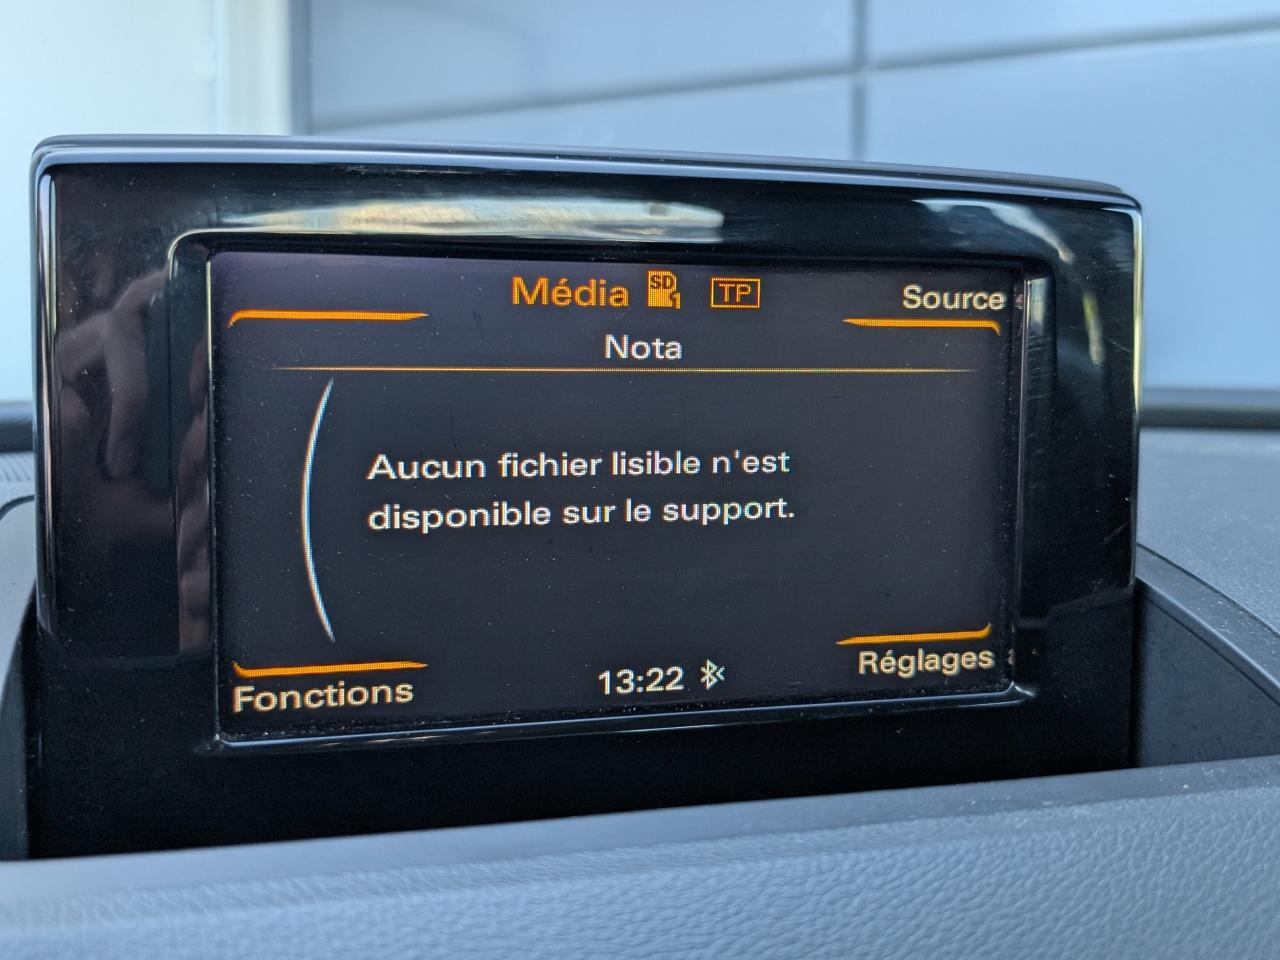 Média SD 1 TP Source
Nota
Aucun fichier lisible n'est
disponible sur le support.
Fonctions 13:22 Réglages